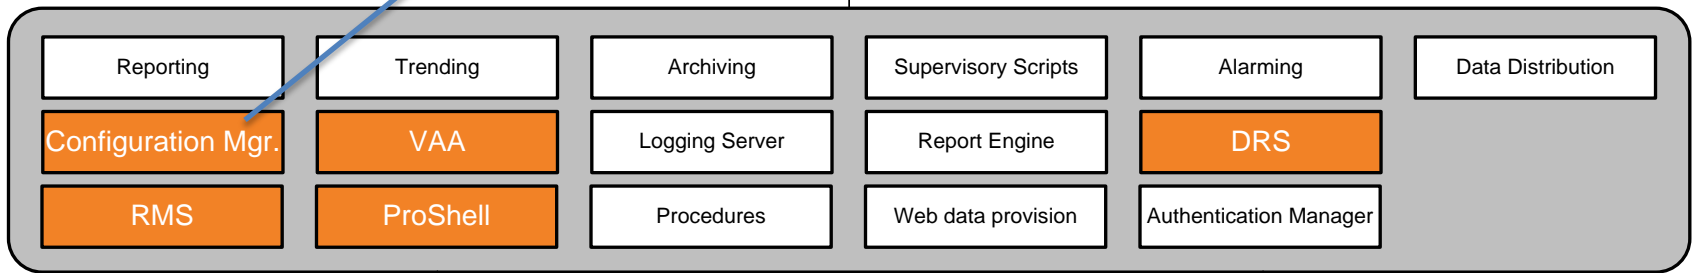 Reporting
Trending
Archiving
Supervisory Scripts
Alarming
Data Distribution
Configuration Mgr.
VAA
Logging Server
Report Engine
DRS
RMS
ProShell
Procedures
Web data provision
Authentication Manager